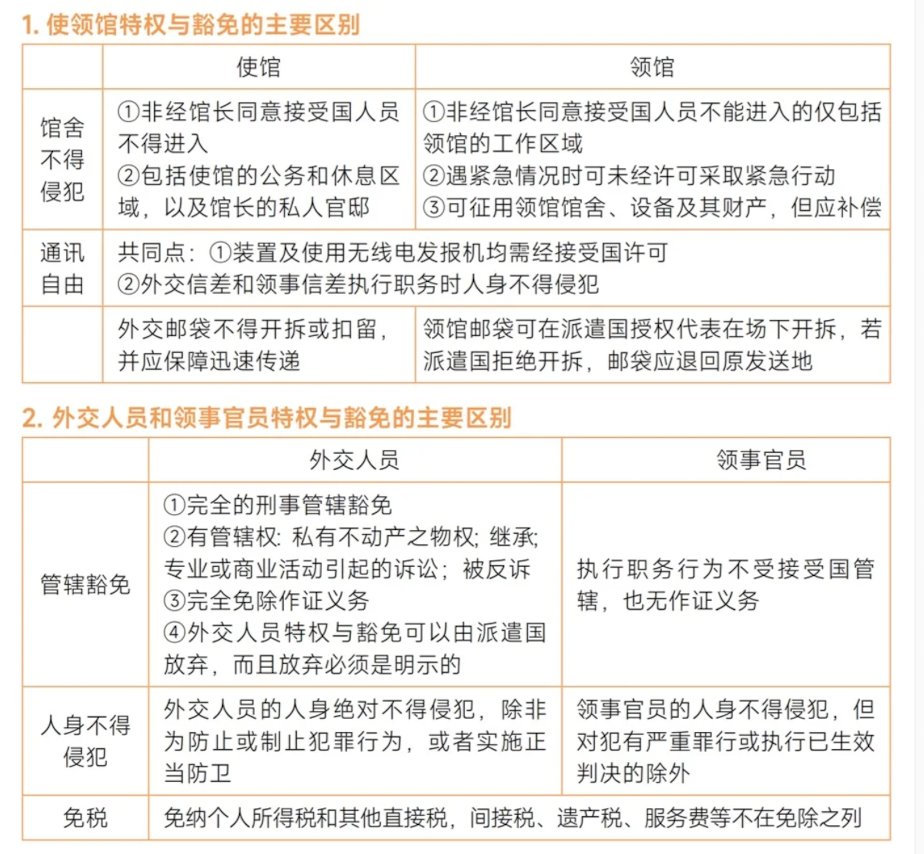 1. 使领馆特权与豁免的主要区别
使馆
领馆
馆舍
不得
侵犯
①非经馆长同意接受国人员
不得进入
②包括使馆的公务和休息区
域，以及馆长的私人官邸
①非经馆长同意接受国人员不能进入的仅包括
领馆的工作区域
②遇紧急情况时可未经许可采取紧急行动
③可征用领馆馆舍、设备及其财产，但应补偿
通讯
自由
共同点：①装置及使用无线电发报机均需经接受国许可
②外交信差和领事信差执行职务时人身不得侵犯
外交邮袋不得开拆或扣留，
并应保障迅速传递
领馆邮袋可在派遣国授权代表在场下开拆，若
派遣国拒绝开拆，邮袋应退回原发送地
2. 外交人员和领事官员特权与豁免的主要区别
外交人员
领事官员
管辖豁免
①完全的刑事管辖豁免
②有管辖权：私有不动产之物权；继承；
专业或商业活动引起的诉讼；被反诉
③完全免除作证义务
④外交人员特权与豁免可以由派遣国
放弃，而且放弃必须是明示的
执行职务行为不受接受国管
辖，也无作证义务
人身不得
侵犯
外交人员的人身绝对不得侵犯，除非
为防止或制止犯罪行为，或者实施正
当防卫
领事官员的人身不得侵犯，但
对犯有严重罪行或执行已生效
判决的除外
免税
免纳个人所得税和其他直接税，间接税、遗产税、服务费等不在免除之列